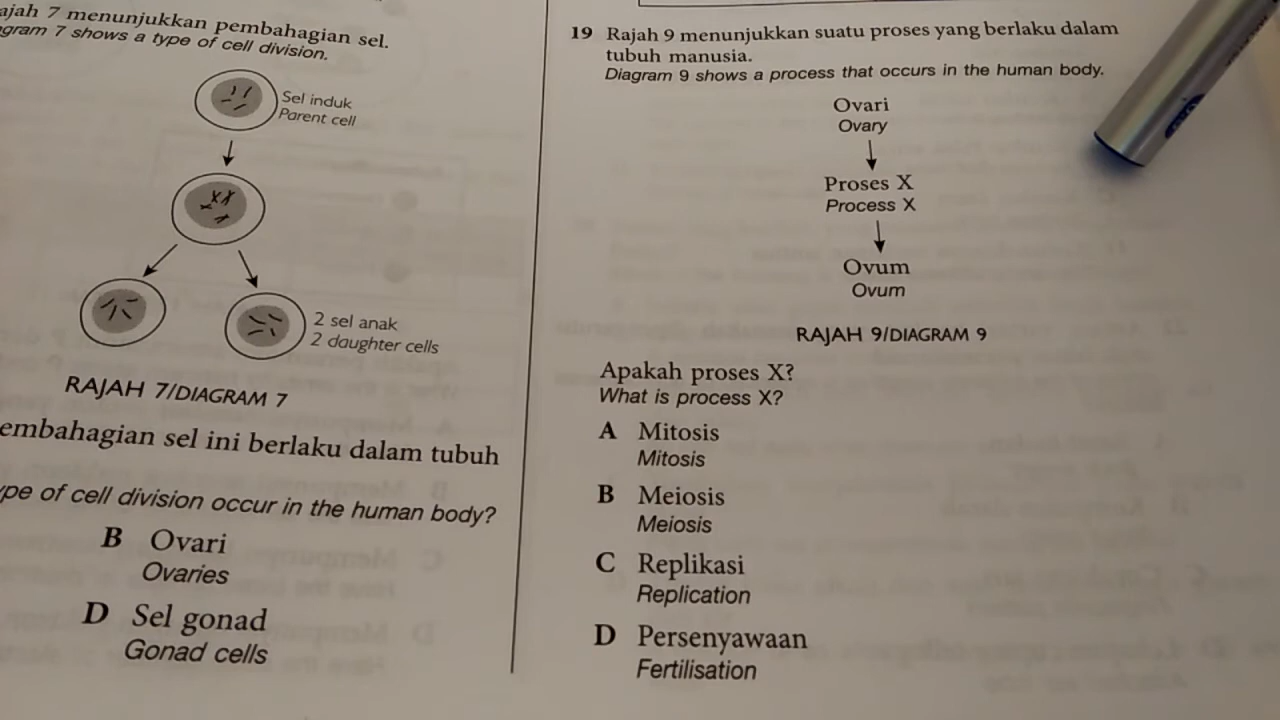 7 menunjukkan pembahagian sel.
7 shows a type of cell division.
Sel induk
Parent cell
2 sel anak
2 daughter cells
RAJAH 7/DIAGRAM 7
sel ini berlaku dalam tubuh
of cell division occur in the human body?
B Ovari
Ovaries
D Sel gonad
Gonad cells
19 Rajah 9 menunjukkan suatu proses yang berlaku dalam
tubuh manusia.
Diagram 9 shows a process that occurs in the human body.
Ovari
Ovary
Proses X
Process X
Ovum
Ovum
RAJAH 9/DIAGRAM 9
Apakah proses X?
What is process X?
A Mitosis
Mitosis
B Meiosis
Meiosis
C Replikasi
Replication
D Persenyawaan
Fertilisation